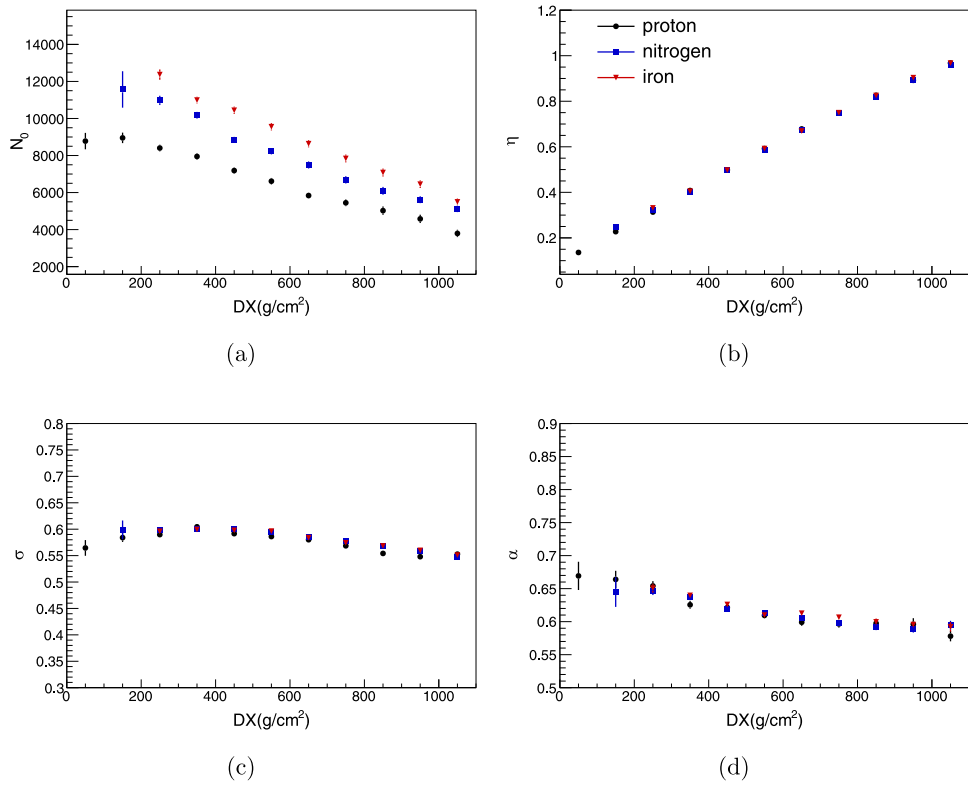 14000
12000
10000
8000
6000
4000
2000
N₀
0 200 400 600 800 1000
DX(g/cm²)
(a)
1.2
1
0.8
0.6
0.4
0.2
η
proton
nitrogen
iron
0 200 400 600 800 1000
DX(g/cm²)
(b)
0.8
0.75
0.7
0.65
0.6
0.55
0.5
0.45
0.4
0.35
0.3
σ
0 200 400 600 800 1000
DX(g/cm²)
(c)
0.9
0.85
0.8
0.75
0.7
0.65
0.6
0.55
0.5
α
0 200 400 600 800 1000
DX(g/cm²)
(d)